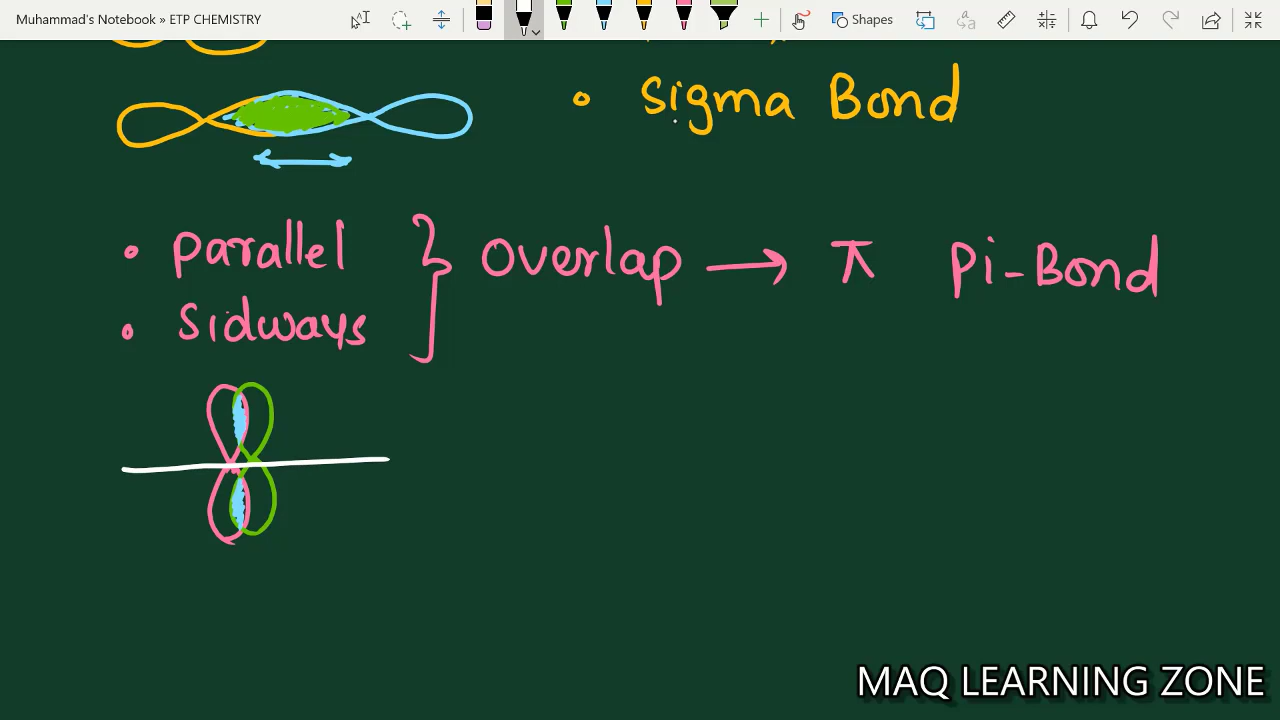 Muhammad's Notebook » ETP CHEMISTRY
Shapes
• Sigma Bond
• Parallel
• Sidways
} Overlap → π Pi-Bond
MAQ LEARNING ZONE